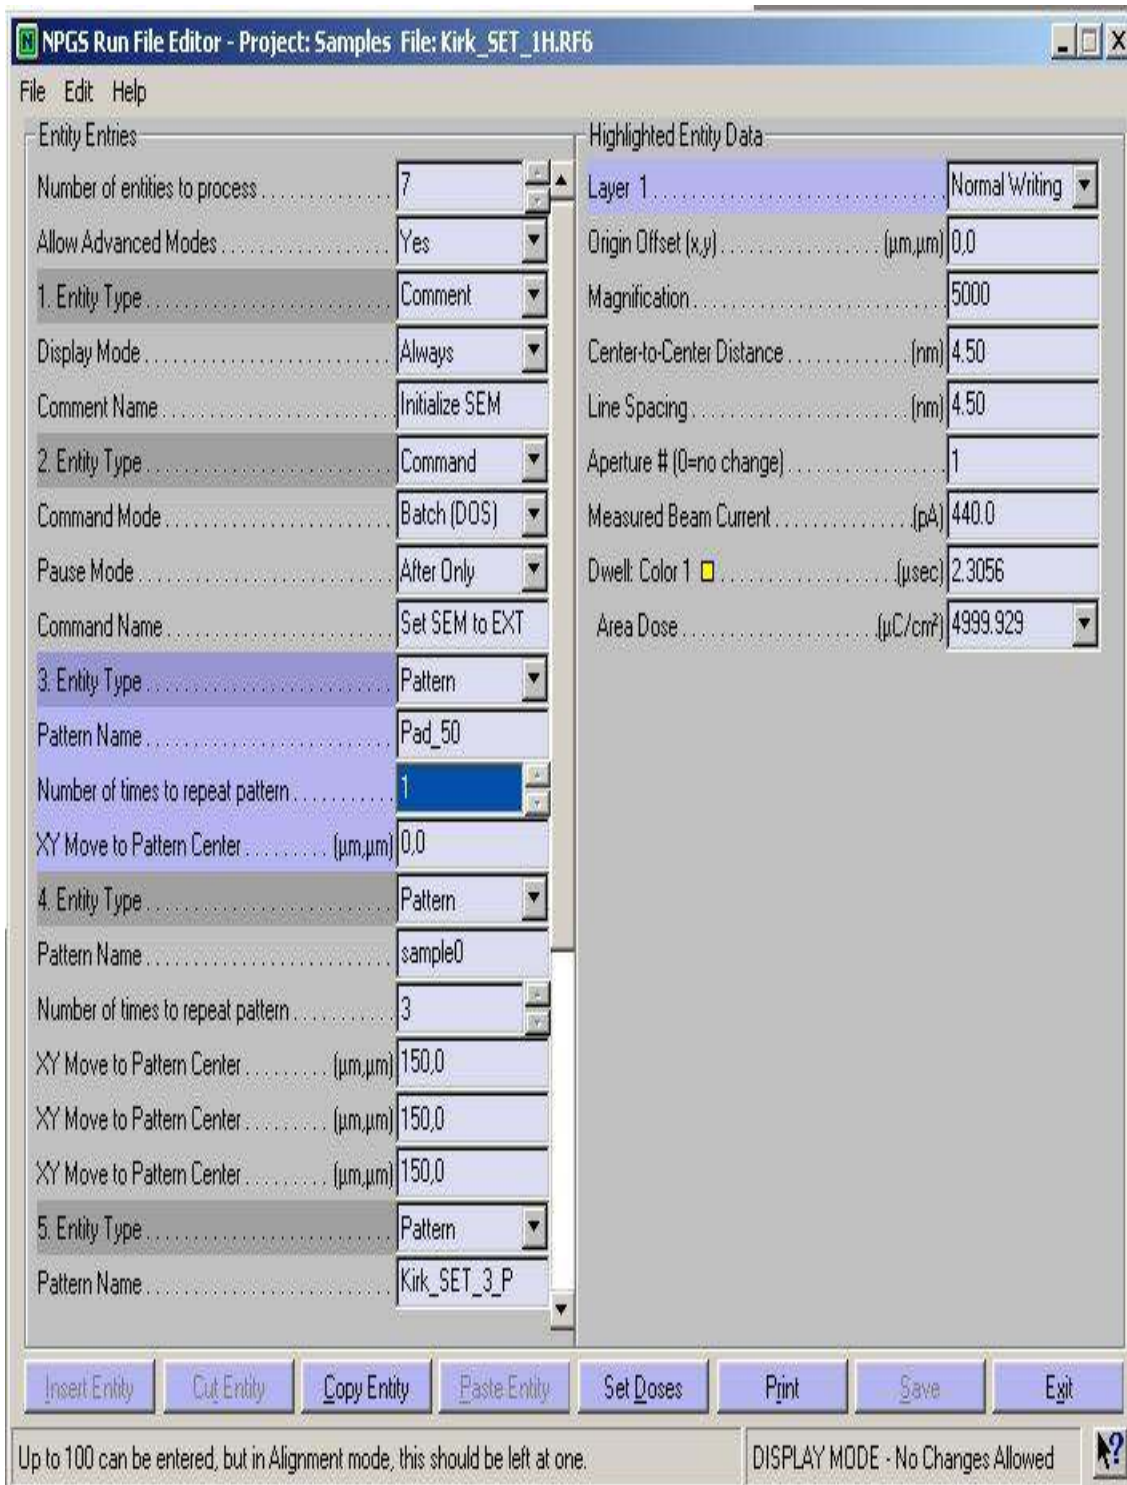 NPGS Run File Editor - Project: Samples File: Kirk_SET_1H.RF6
File Edit Help
Entity Entries
Number of entities to process 7
Allow Advanced Modes Yes
1. Entity Type Comment
Display Mode Always
Comment Name Initialize SEM
2. Entity Type Command
Command Mode Batch (DOS)
Pause Mode After Only
Command Name Set SEM to EXT
3. Entity Type Pattern
Pattern Name Pad_50
Number of times to repeat pattern 1
XY Move to Pattern Center (µm,µm) 0,0
4. Entity Type Pattern
Pattern Name sample0
Number of times to repeat pattern 3
XY Move to Pattern Center (µm,µm) 150,0
XY Move to Pattern Center (µm,µm) 150,0
XY Move to Pattern Center (µm,µm) 150,0
5. Entity Type Pattern
Pattern Name Kirk_SET_3_P
Highlighted Entity Data
Layer 1 Normal Writing
Origin Offset (x,y) (µm,µm) 0,0
Magnification 5000
Center-to-Center Distance (nm) 4.50
Line Spacing (nm) 4.50
Aperture # (0=no change) 1
Measured Beam Current (pA) 440.0
Dwell: Color 1 (µsec) 2.3056
Area Dose (µC/cm²) 4999.929
Insert Entity Cut Entity Copy Entity Paste Entity Set Doses Print Save Exit
Up to 100 can be entered, but in Alignment mode, this should be left at one. DISPLAY MODE - No Changes Allowed